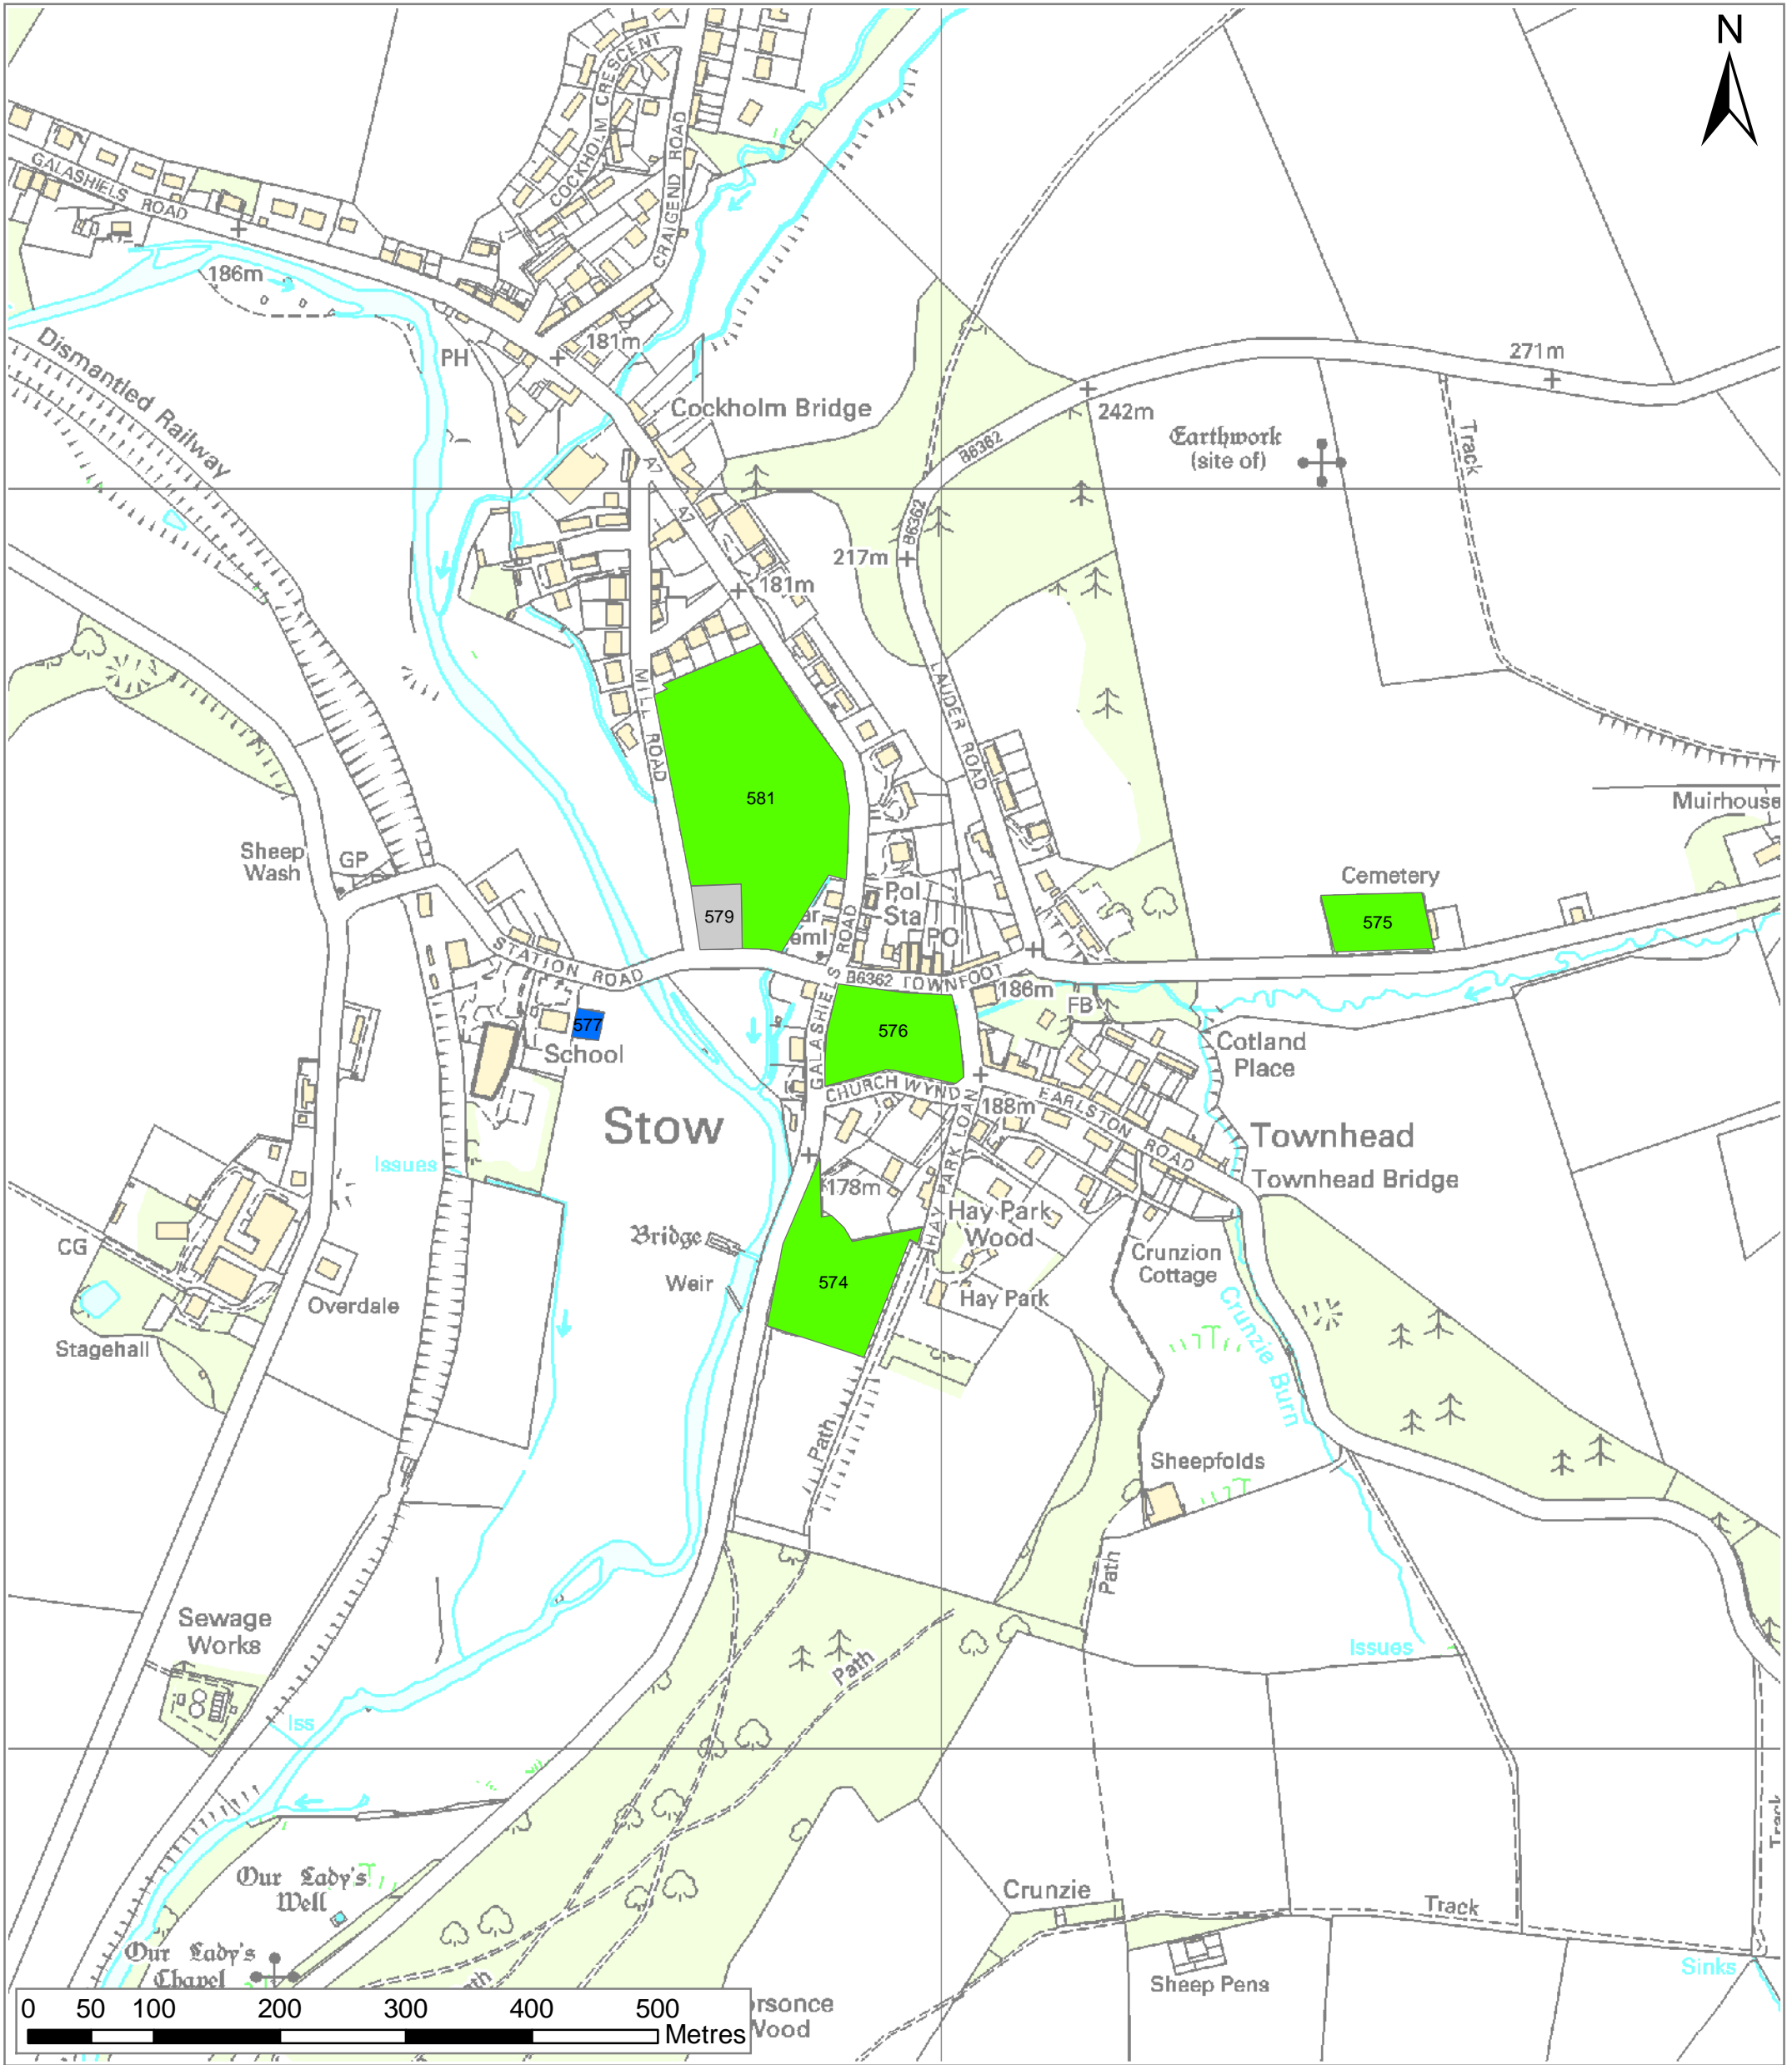 N
COCKHOLM CRESCENT
CRAIGEND ROAD
GALASHIELS ROAD
186m
181m
PH
Dismantled Railway
Cockholm Bridge
271m
242m
B6362
Earthwork
(site of)
Track
A7
A7
B6362
217m
181m
MILL ROAD
LAUDER ROAD
581
Muirhouse
Sheep
Wash
GP
Cemetery
575
579
Pol
Sta
PO
STATION ROAD
GALASHIELS ROAD
B6362 TOWNFOOT
186m
FB
577
School
576
Cotland
Place
CHURCH WYND
188m
EARLSTON ROAD
Stow
HAY PARK LOAN
Townhead
Townhead Bridge
Issues
178m
Hay Park
Wood
Bridge
CG
Weir
574
Crunzion
Cottage
Overdale
Hay Park
Stagehall
Crunzie Burn
Path
Sheepfolds
Path
Sewage
Works
Path
Issues
Iss
Our Lady's
Well
Crunzie
Track
Track
Our Lady's
Chapel
Sheep Pens
Sinks
0 50 100 200 300 400 500
Metres